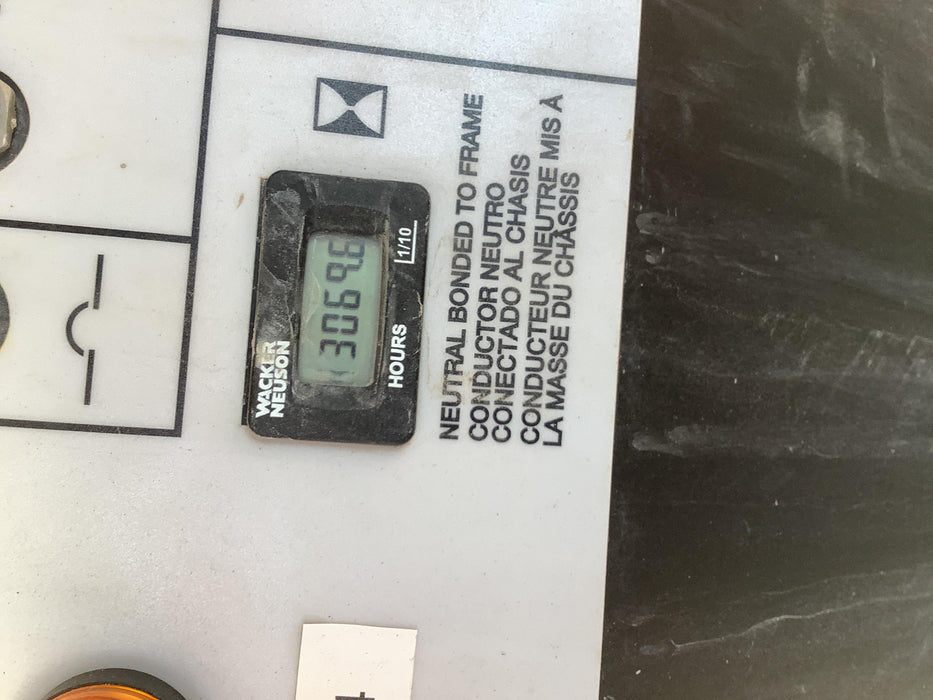 WACKER
NEUSON
3069.6
HOURS 1/10
NEUTRAL BONDED TO FRAME
CONDUCTOR NEUTRO
CONECTADO AL CHASIS
CONDUCTEUR NEUTRE MIS À
LA MASSE DU CHÂSSIS